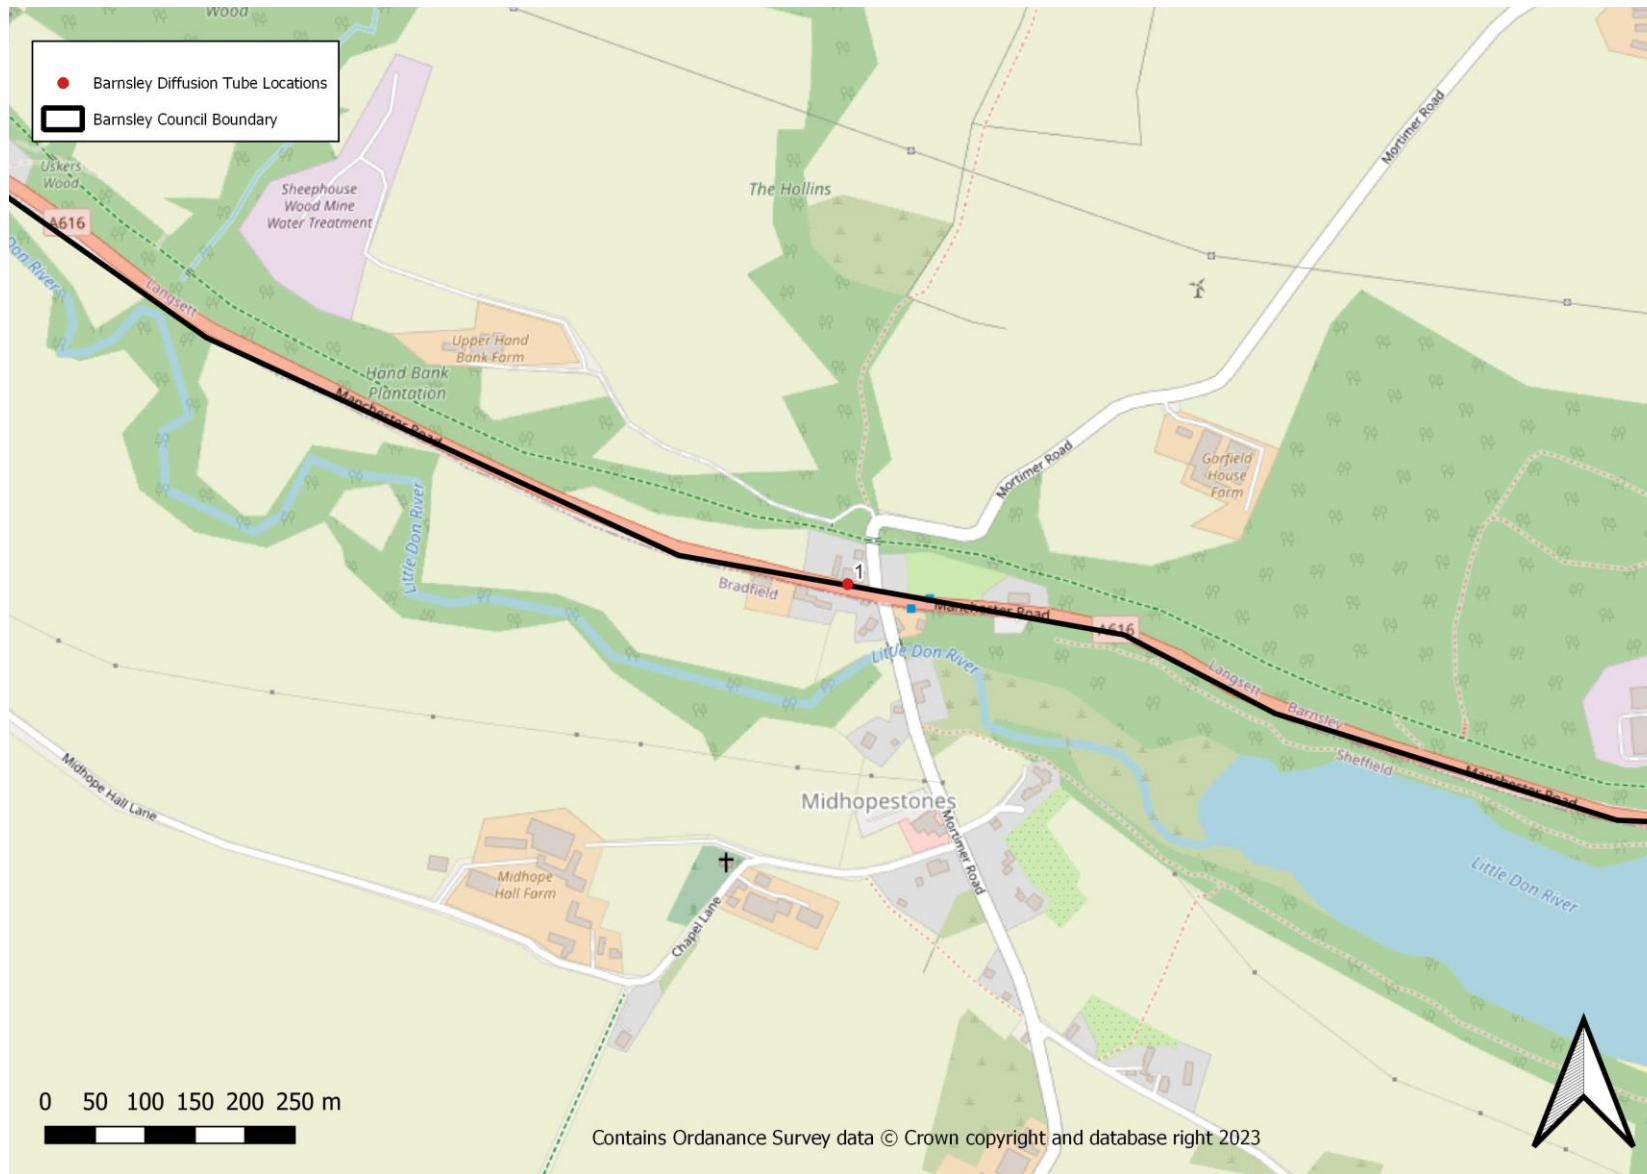 Wood
Barnsley Diffusion Tube Locations
Barnsley Council Boundary
Uskers
Wood
Sheephouse
Wood Mine
Water Treatment
A616
Don River
Langsett
The Hollins
Mortimer Road
Upper Hand
Bank Farm
Hand Bank
Plantation
Manchester Road
Mortimer Road
Garfield
House
Farm
Little Don River
1
Bradfield
Manchester Road
A616
Little Don River
Langsett
Barnsley
Sheffield
Manchester Road
Midhope Hall Lane
Midhopestones
Mortimer Road
Midhope
Hall Farm
Chapel Lane
Little Don River
0 50 100 150 200 250 m
Contains Ordanance Survey data © Crown copyright and database right 2023